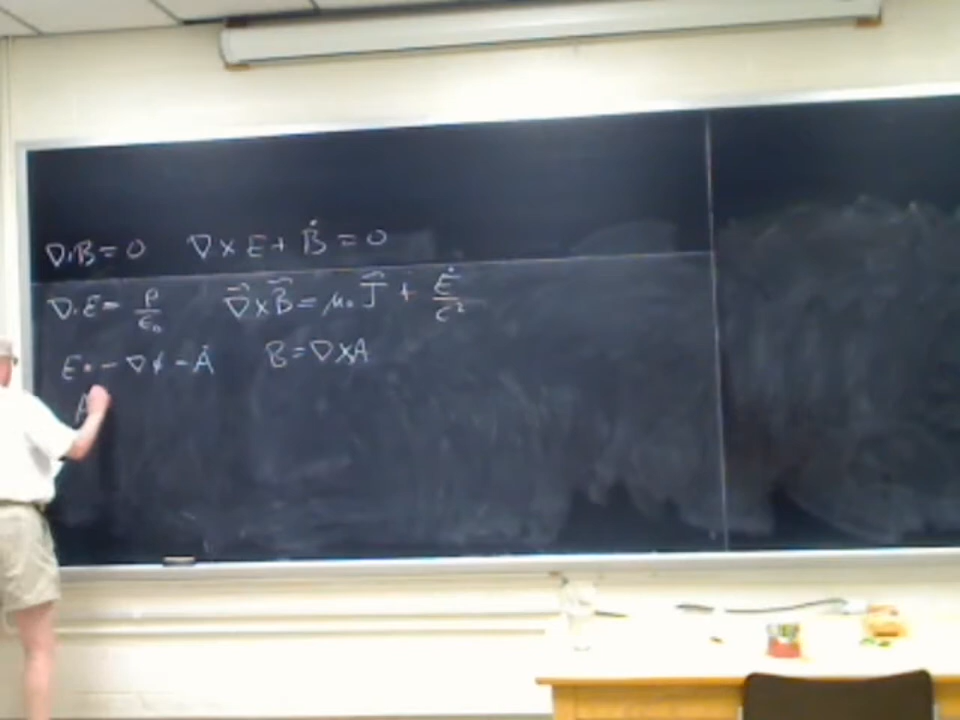 ∇·B = 0 ∇×E + Ḃ = 0
∇·E = ρ/ε₀ ∇⃗×B⃗ = μ₀ J⃗ + Ė/c²
E = -∇φ - Ȧ B = ∇×A
A